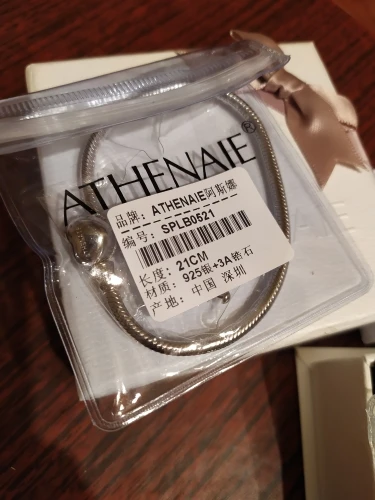 ATHENAIE®
品牌: ATHENAIE阿斯娜
编号: SPLB0521
长度: 21CM
材质: 925银+3A锆石
产地: 中国 深圳